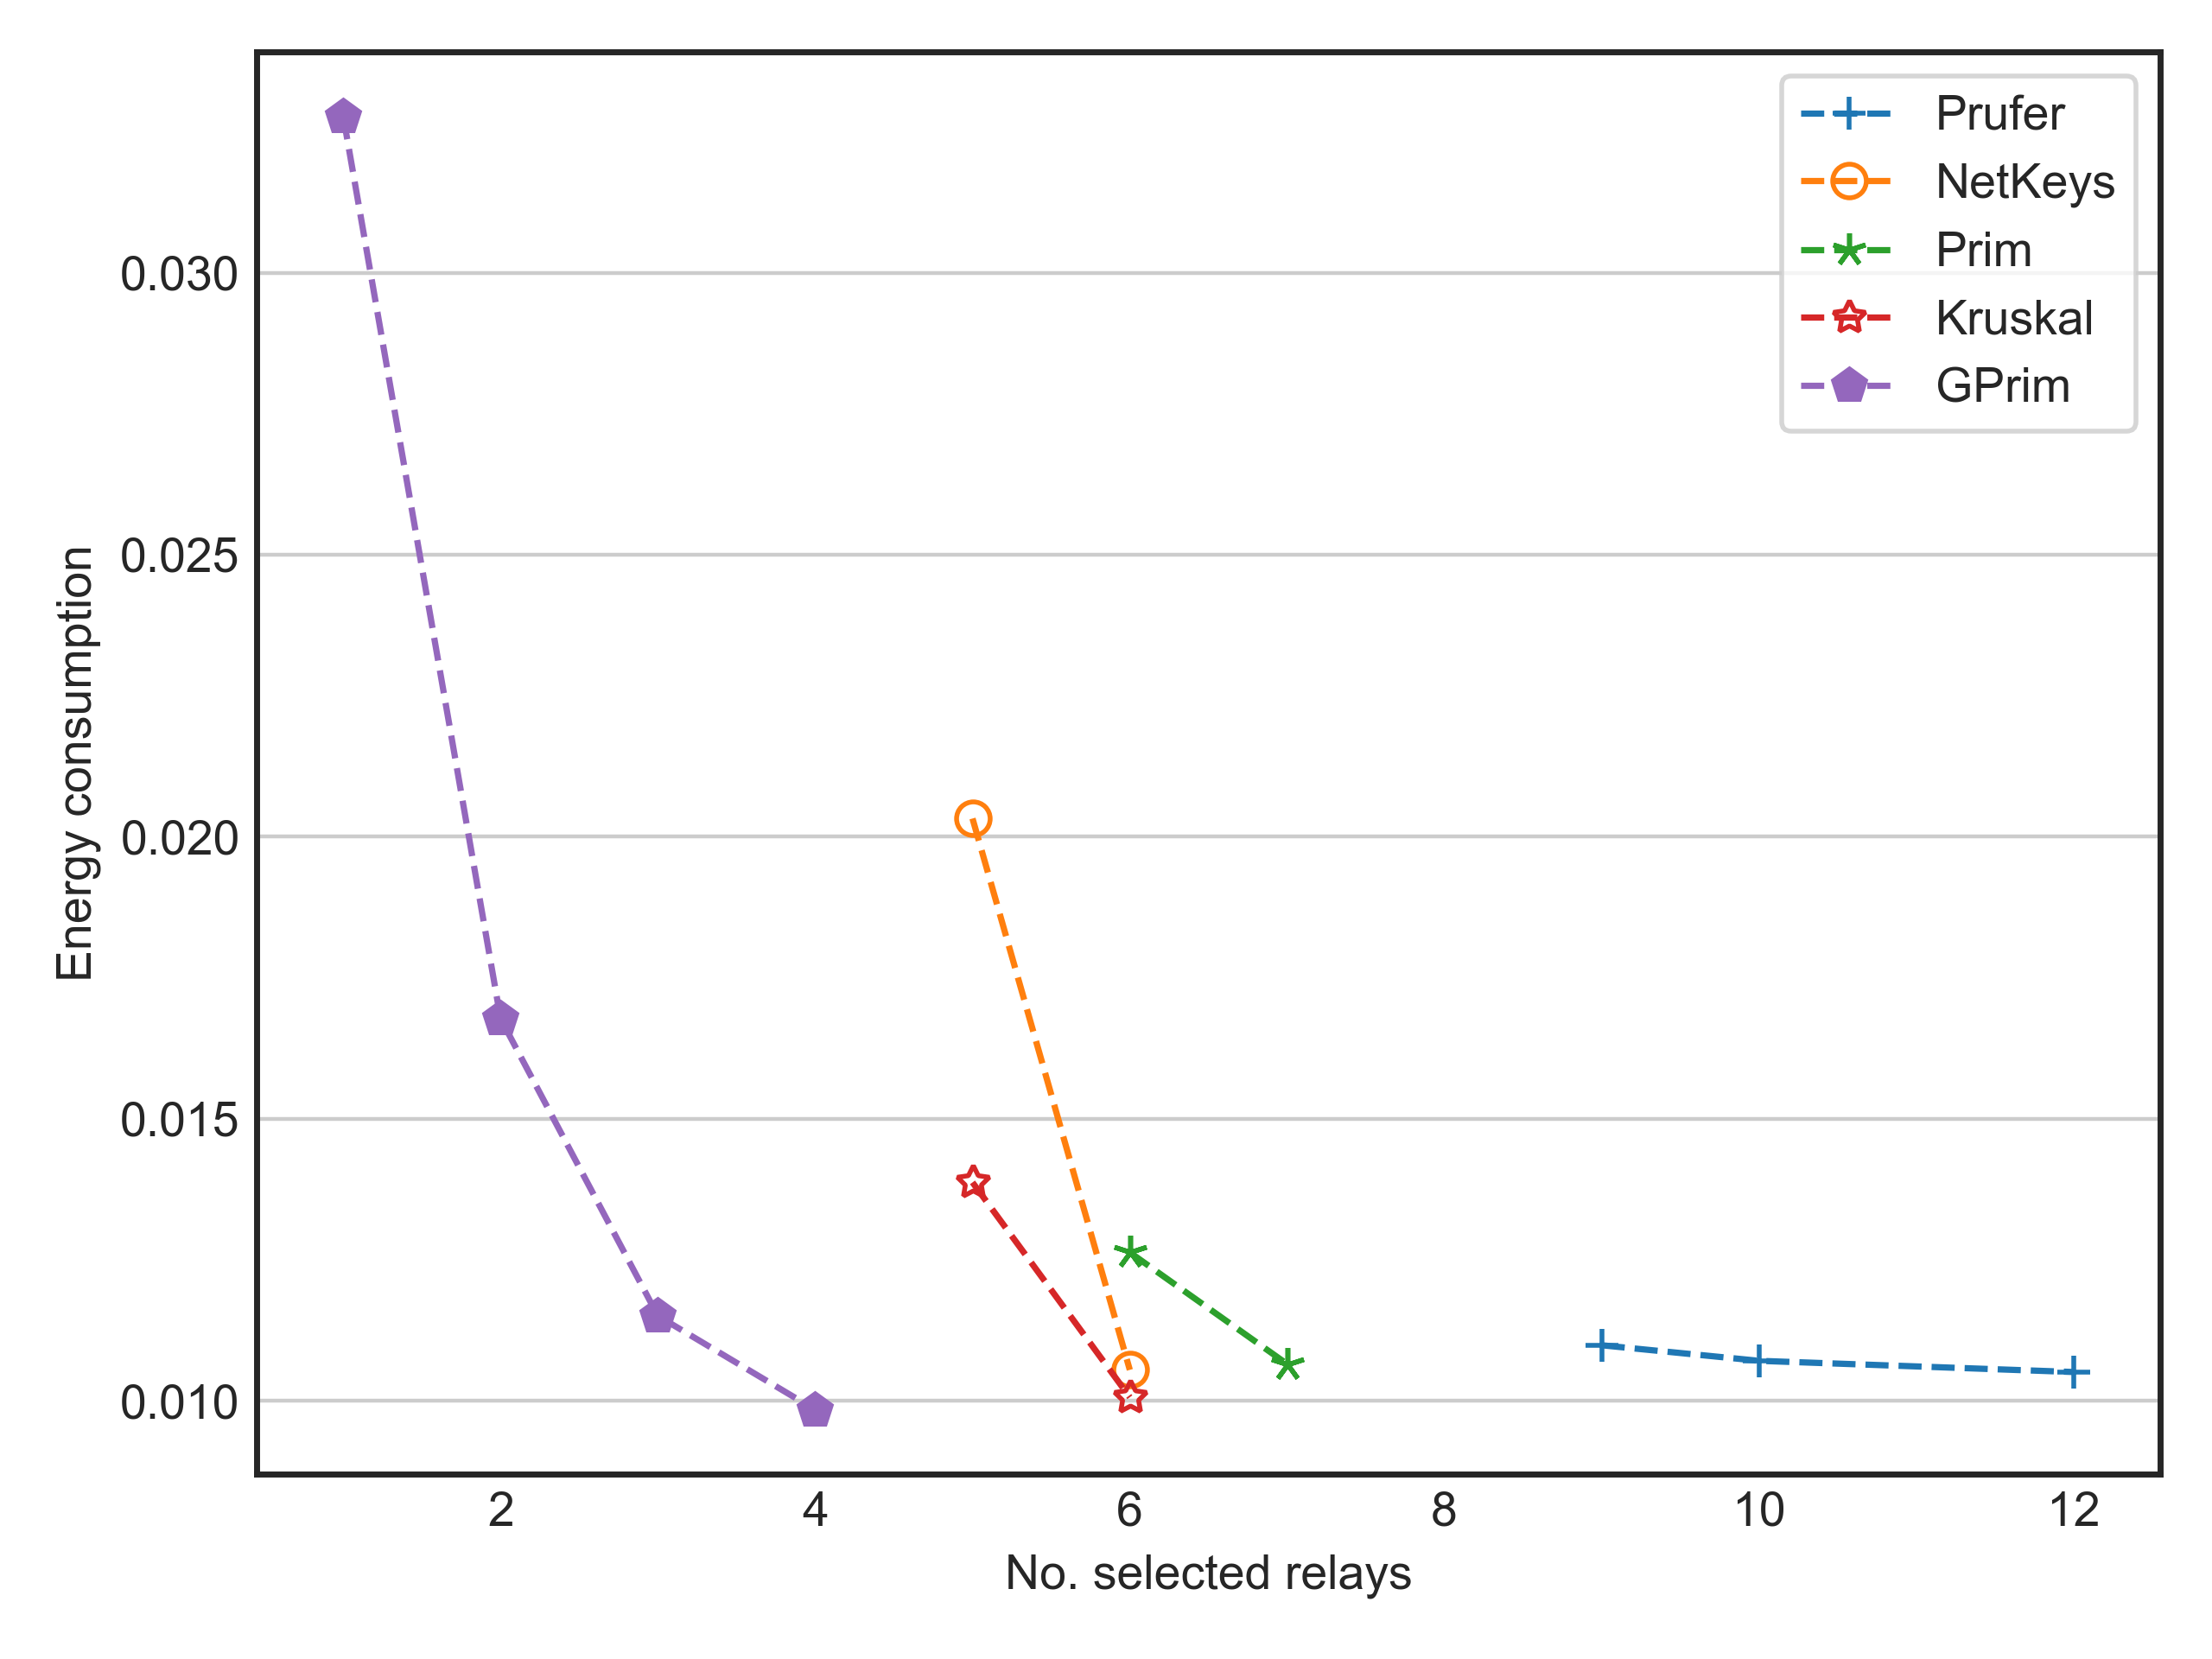 Prufer
NetKeys
Prim
Kruskal
GPrim
0.030
0.025
0.020
0.015
0.010
Energy consumption
2 4 6 8 10 12
No. selected relays